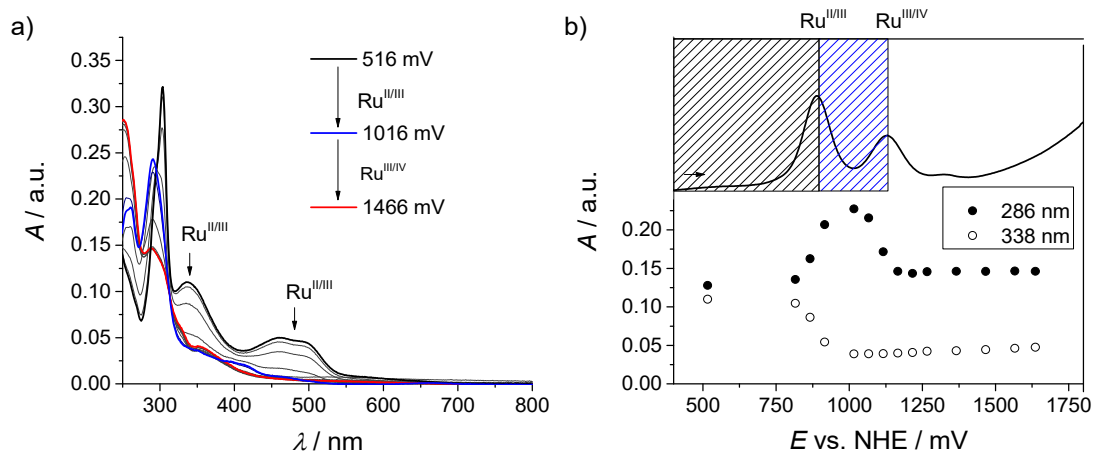 a)
0.35
0.30
0.25
0.20
0.15
0.10
0.05
0.00
A / a.u.
300 400 500 600 700 800
λ / nm
516 mV
Ru^II/III
1016 mV
Ru^III/IV
1466 mV
Ru^II/III
Ru^II/III
b)
Ru^II/III Ru^III/IV
286 nm
338 nm
0.20
0.15
0.10
0.05
0.00
A / a.u.
500 750 1000 1250 1500 1750
E vs. NHE / mV